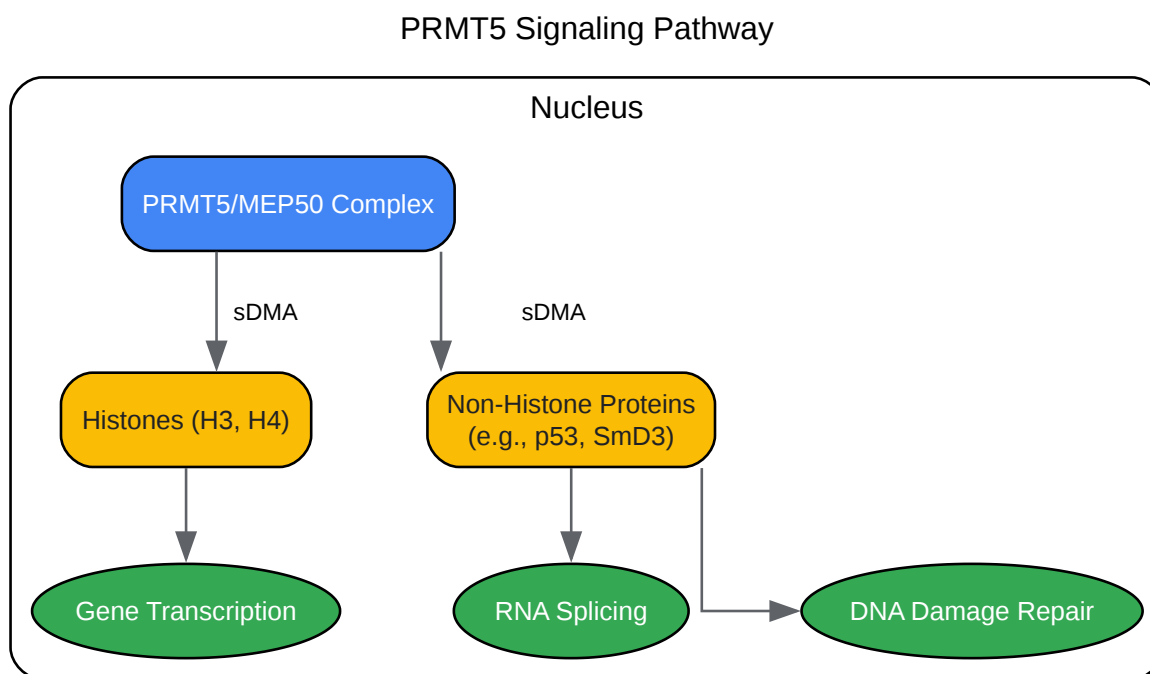 PRMT5 Signaling Pathway
Nucleus
PRMT5/MEP50 Complex
sDMA
sDMA
Histones (H3, H4)
Non-Histone Proteins
(e.g., p53, SmD3)
Gene Transcription
RNA Splicing
DNA Damage Repair